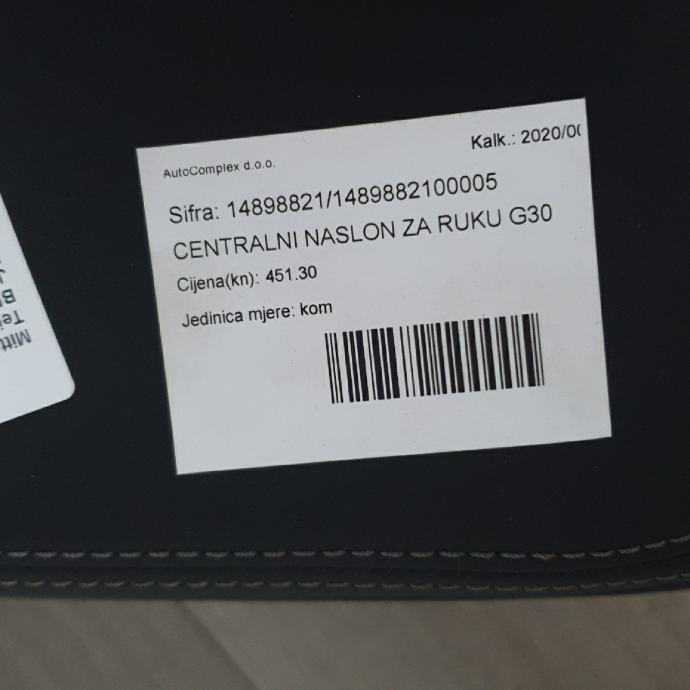 Kalk.: 2020/0
AutoComplex d.o.o.
Sifra: 14898821/1489882100005
CENTRALNI NASLON ZA RUKU G30
Cijena(kn): 451.30
Jedinica mjere: kom